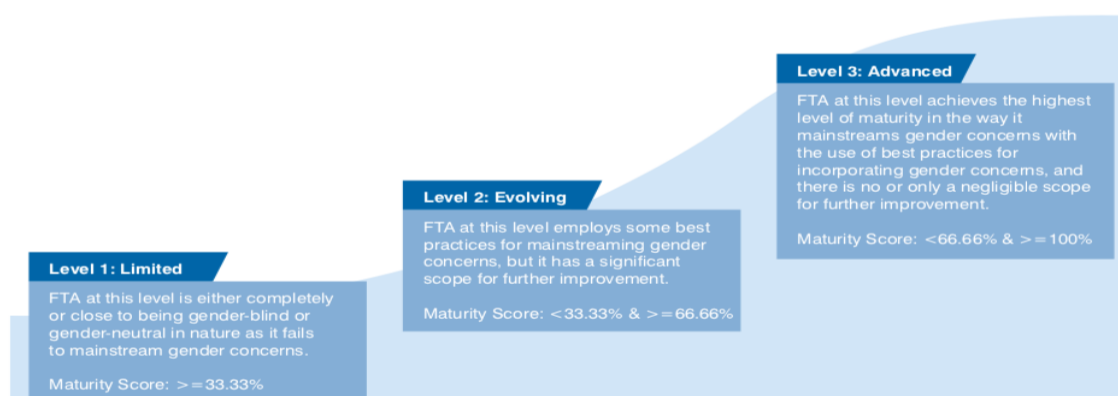 Level 3: Advanced
FTA at this level achieves the highest
level of maturity in the way it
mainstreams gender concerns with
the use of best practices for
incorporating gender concerns, and
there is no or only a negligible scope
for further improvement.
Maturity Score: <66.66% & >=100%
Level 2: Evolving
FTA at this level employs some best
practices for mainstreaming gender
concerns, but it has a significant
scope for further improvement.
Maturity Score: <33.33% & >=66.66%
Level 1: Limited
FTA at this level is either completely
or close to being gender-blind or
gender-neutral in nature as it fails
to mainstream gender concerns.
Maturity Score: >=33.33%